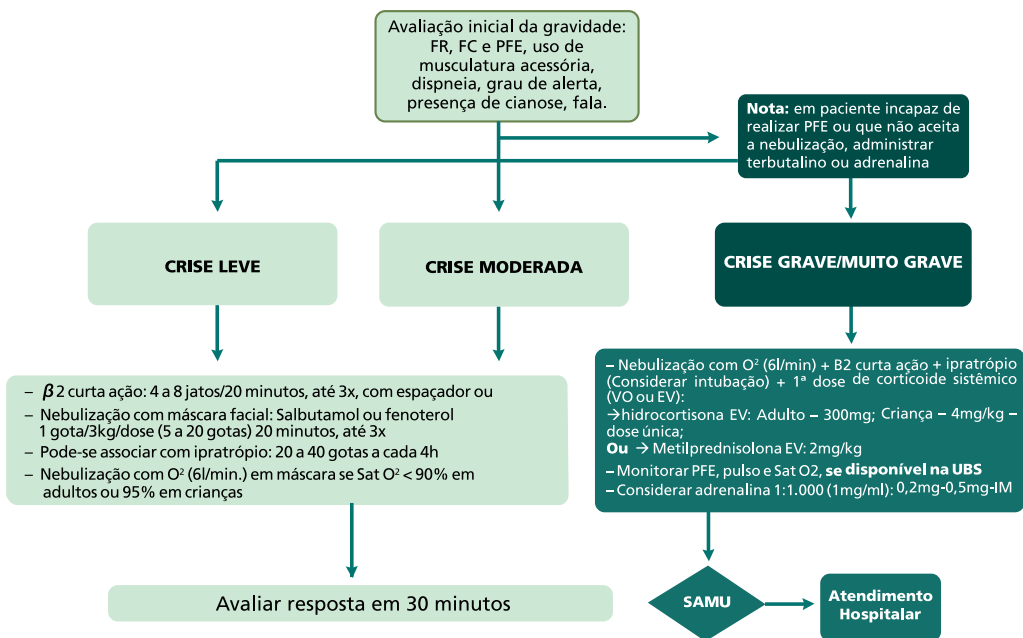 Avaliação inicial da gravidade:
FR, FC e PFE, uso de
musculatura acessória,
dispneia, grau de alerta,
presença de cianose, fala.
Nota: em paciente incapaz de
realizar PFE ou que não aceita
a nebulização, administrar
terbutalino ou adrenalina
CRISE LEVE
CRISE MODERADA
CRISE GRAVE/MUITO GRAVE
– β2 curta ação: 4 a 8 jatos/20 minutos, até 3x, com espaçador ou
– Nebulização com máscara facial: Salbutamol ou fenoterol
1 gota/3kg/dose (5 a 20 gotas) 20 minutos, até 3x
– Pode-se associar com ipratrópio: 20 a 40 gotas a cada 4h
– Nebulização com O² (6l/min.) em máscara se Sat O² < 90% em
adultos ou 95% em crianças
– Nebulização com O² (6l/min) + B2 curta ação + ipratrópio
(Considerar intubação) + 1ª dose de corticoide sistêmico
(VO ou EV):
→hidrocortisona EV: Adulto – 300mg; Criança – 4mg/kg –
dose única;
Ou → Metilprednisolona EV: 2mg/kg
– Monitorar PFE, pulso e Sat O2, se disponível na UBS
– Considerar adrenalina 1:1.000 (1mg/ml): 0,2mg-0,5mg-IM
Avaliar resposta em 30 minutos
SAMU
Atendimento
Hospitalar